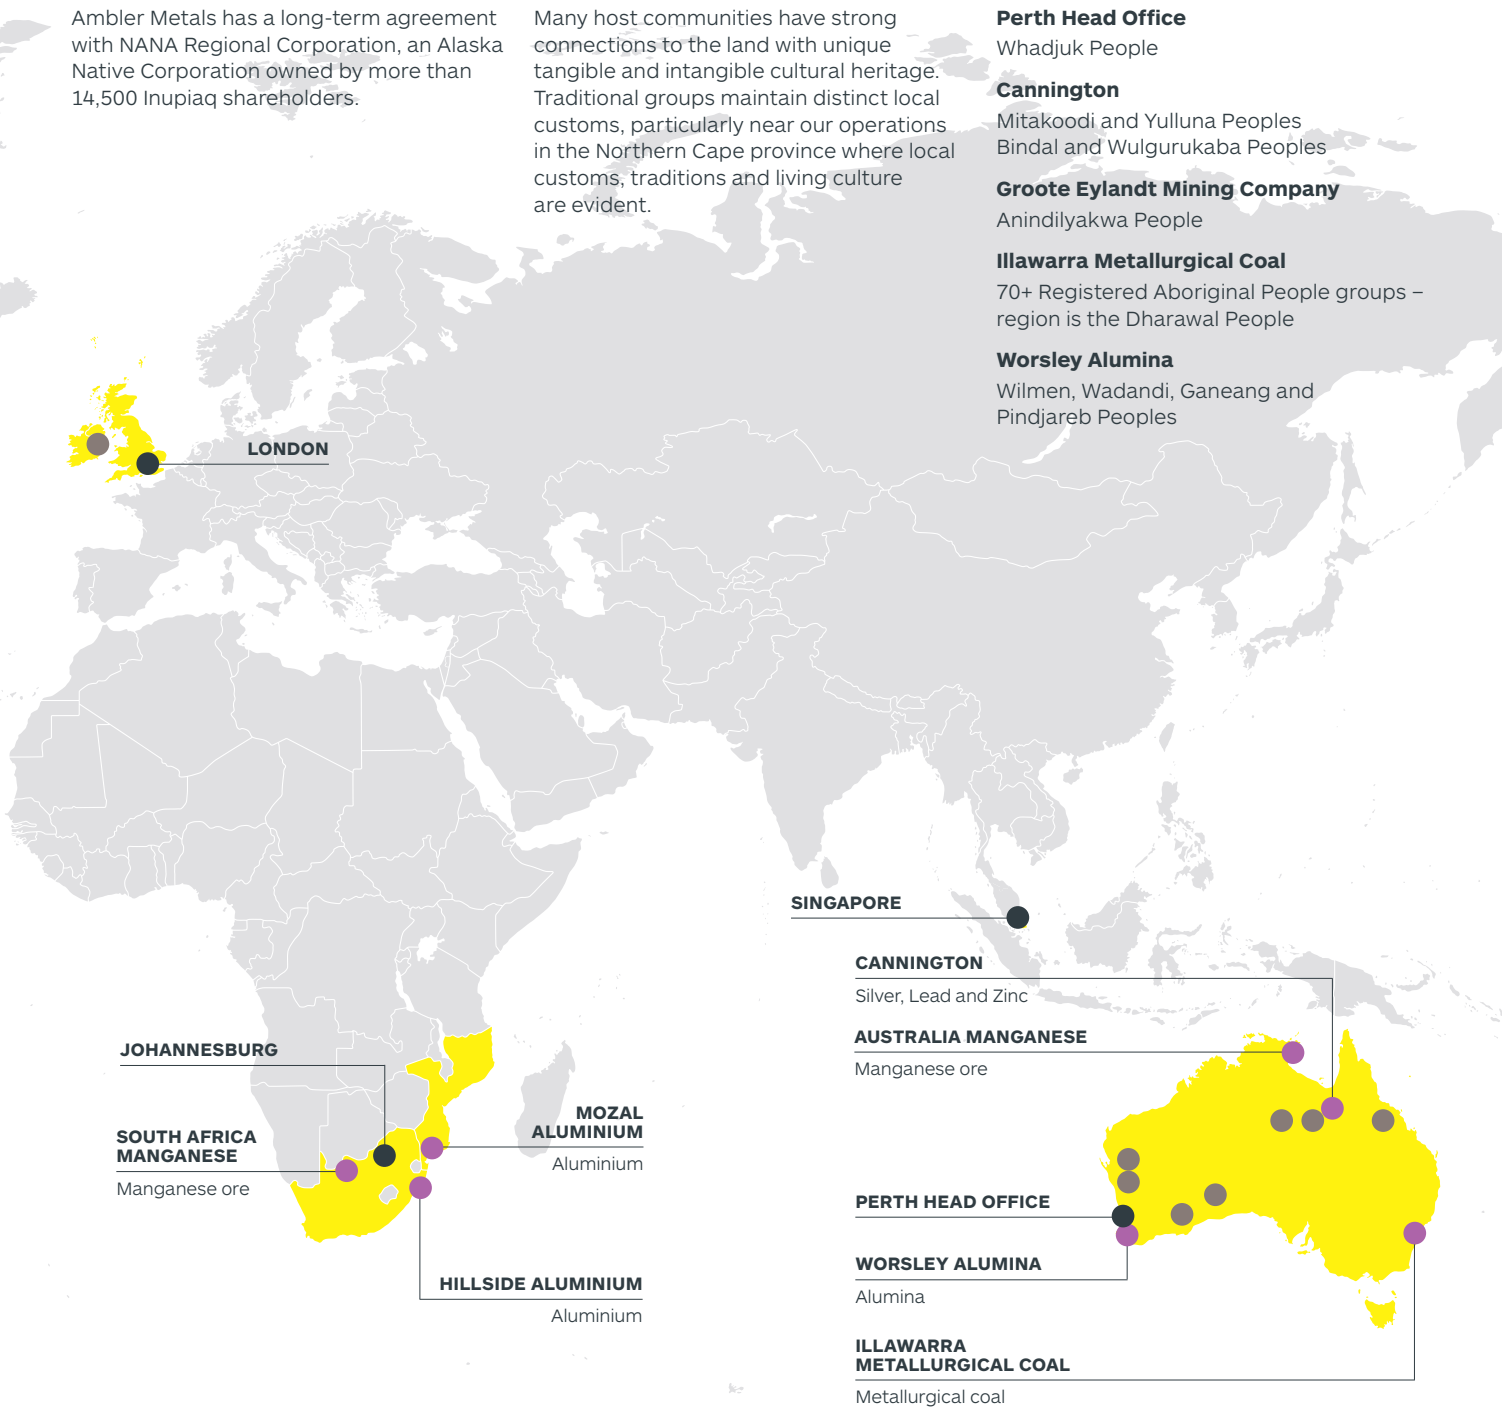 Ambler Metals has a long-term agreement
with NANA Regional Corporation, an Alaska
Native Corporation owned by more than
14,500 Inupiaq shareholders.
Many host communities have strong
connections to the land with unique
tangible and intangible cultural heritage.
Traditional groups maintain distinct local
customs, particularly near our operations
in the Northern Cape province where local
customs, traditions and living culture
are evident.
Perth Head Office
Whadjuk People
Cannington
Mitakoodi and Yulluna Peoples
Bindal and Wulgurukaba Peoples
Groote Eylandt Mining Company
Anindilyakwa People
Illawarra Metallurgical Coal
70+ Registered Aboriginal People groups –
region is the Dharawal People
Worsley Alumina
Wilmen, Wadandi, Ganeang and
Pindjareb Peoples
LONDON
SINGAPORE
CANNINGTON
Silver, Lead and Zinc
AUSTRALIA MANGANESE
Manganese ore
JOHANNESBURG
SOUTH AFRICA
MANGANESE
Manganese ore
MOZAL
ALUMINIUM
Aluminium
HILLSIDE ALUMINIUM
Aluminium
PERTH HEAD OFFICE
WORSLEY ALUMINA
Alumina
ILLAWARRA
METALLURGICAL COAL
Metallurgical coal